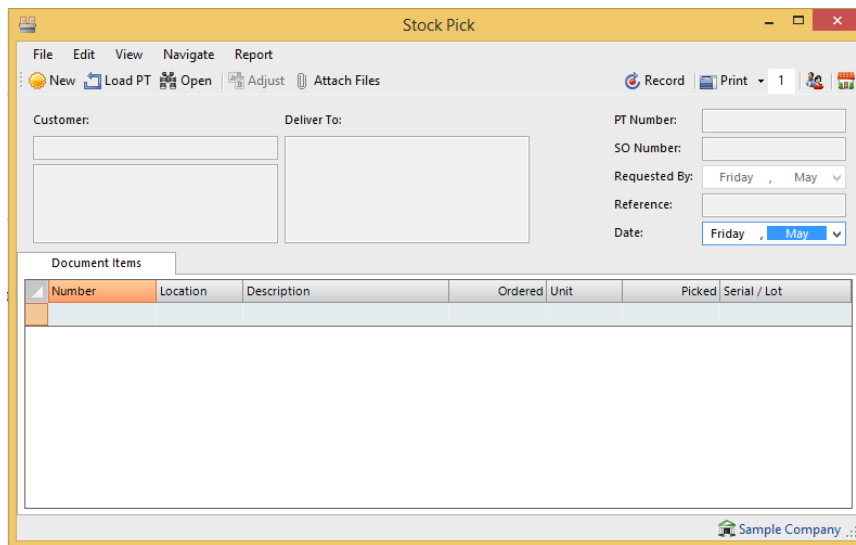 Stock Pick
File Edit View Navigate Report
New Load PT Open Adjust Attach Files Record Print 1
Customer: Deliver To: PT Number:
SO Number:
Requested By: Friday , May
Reference:
Date: Friday , May
Document Items
Number Location Description Ordered Unit Picked Serial / Lot
Sample Company